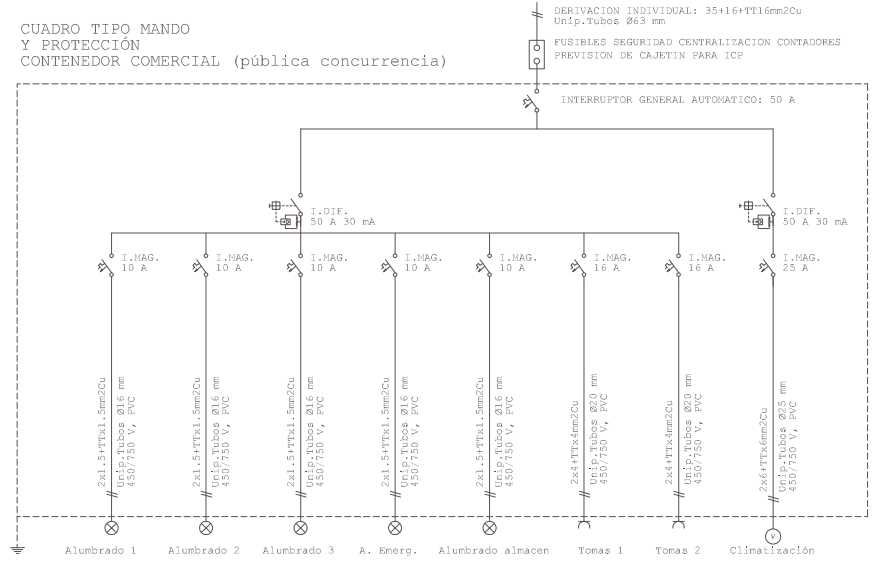 DERIVACION INDIVIDUAL: 35+16+TT16mm2Cu
Unip.Tubos Ø63 mm
CUADRO TIPO MANDO
Y PROTECCIÓN
CONTENEDOR COMERCIAL (pública concurrencia)
FUSIBLES SEGURIDAD CENTRALIZACION CONTADORES
PREVISION DE CAJETIN PARA ICP
INTERRUPTOR GENERAL AUTOMATICO: 50 A
I.DIF.
50 A 30 mA
I.DIF.
50 A 30 mA
I.MAG.
10 A
I.MAG.
10 A
I.MAG.
10 A
I.MAG.
10 A
I.MAG.
10 A
I.MAG.
16 A
I.MAG.
16 A
I.MAG.
25 A
2x1.5+TTx1.5mm2Cu
Unip.Tubos Ø16 mm
450/750 V, PVC
2x1.5+TTx1.5mm2Cu
Unip.Tubos Ø16 mm
450/750 V, PVC
2x1.5+TTx1.5mm2Cu
Unip.Tubos Ø16 mm
450/750 V, PVC
2x1.5+TTx1.5mm2Cu
Unip.Tubos Ø16 mm
450/750 V, PVC
2x1.5+TTx1.5mm2Cu
Unip.Tubos Ø16 mm
450/750 V, PVC
2x4+TTx4mm2Cu
Unip.Tubos Ø20 mm
450/750 V, PVC
2x4+TTx4mm2Cu
Unip.Tubos Ø20 mm
450/750 V, PVC
2x6+TTx6mm2Cu
Unip.Tubos Ø25 mm
450/750 V, PVC
V
Alumbrado 1
Alumbrado 2
Alumbrado 3
A. Emerg.
Alumbrado almacen
Tomas 1
Tomas 2
Climatización